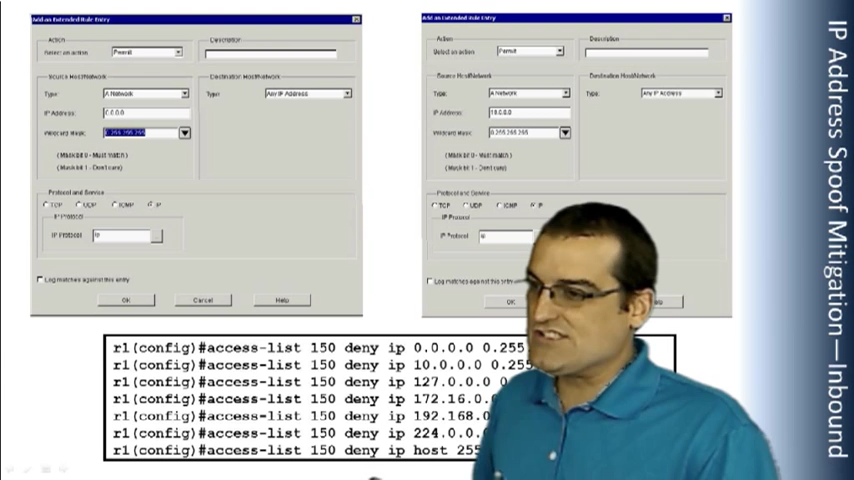 Add an Extended Rule Entry
Action
Select an action
Permit
Description
Source Host/Network
Type:
A Network
IP Address:
0.0.0.0
Wildcard Mask:
0.255.255.255
(Mask bit 0 - Must match )
(Mask bit 1 - Don't care)
Destination Host/Network
Type:
Any IP Address
Protocol and Service
TCP UDP ICMP IP
IP Protocol
IP Protocol
Log matches against this entry
OK Cancel Help
Add an Extended Rule Entry
Action
Select an action
Permit
Description
Source Host/Network
Type:
A Network
IP Address:
Wildcard Mask:
0.255.255.255
(Mask bit 0 - Must match )
(Mask bit 1 - Don't care)
Destination Host/Network
Type:
Any IP Address
Protocol and Service
TCP UDP ICMP IP
IP Protocol
IP Protocol
Log matches against this entry
OK
r1(config)#access-list 150 deny ip 0.0.0.0 0.255
r1(config)#access-list 150 deny ip 10.0.0.0 0.255
r1(config)#access-list 150 deny ip 127.0.0.0 0
r1(config)#access-list 150 deny ip 172.16.0.
r1(config)#access-list 150 deny ip 192.168.0
r1(config)#access-list 150 deny ip 224.0.0.
r1(config)#access-list 150 deny ip host 255
IP Address Spoof Mitigation—Inbound